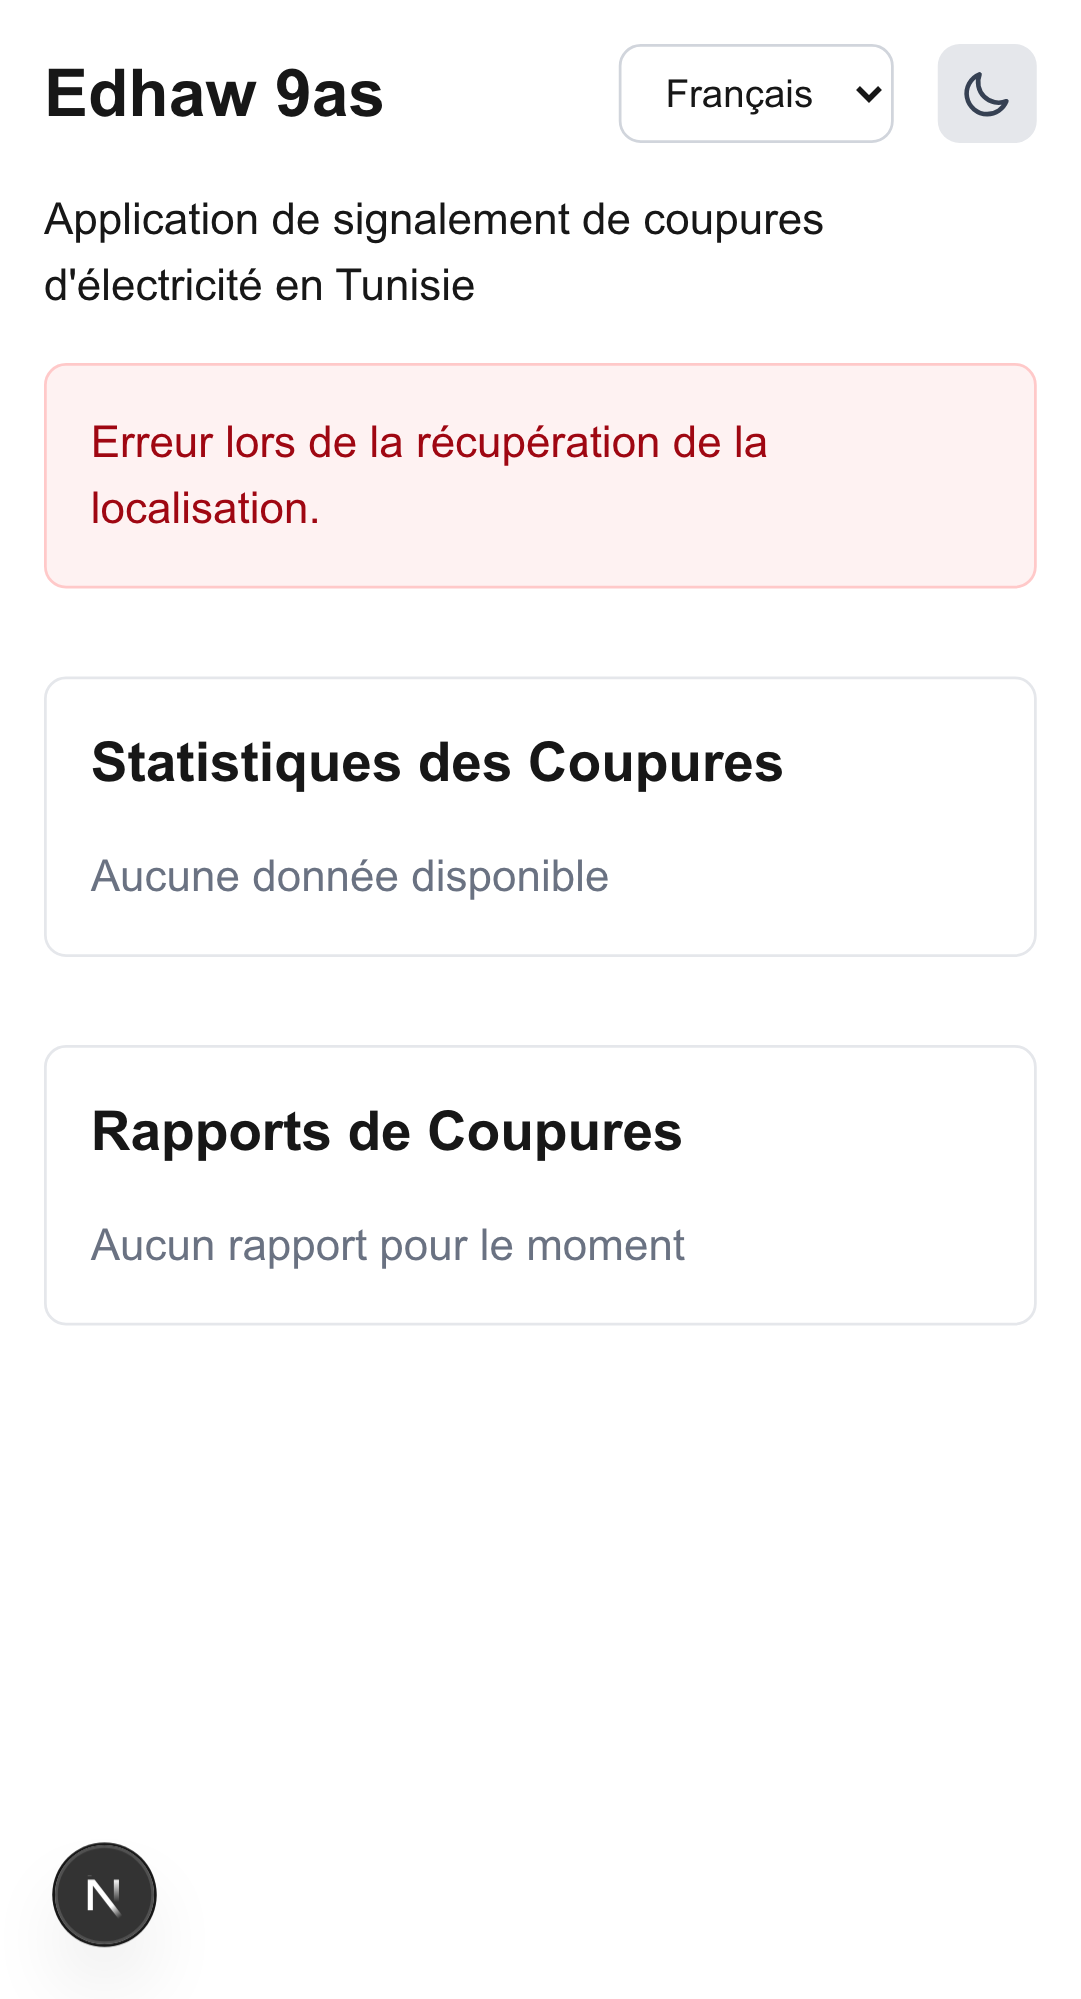 Edhaw 9as
Français
Application de signalement de coupures
d'électricité en Tunisie
Erreur lors de la récupération de la
localisation.
Statistiques des Coupures
Aucune donnée disponible
Rapports de Coupures
Aucun rapport pour le moment
N